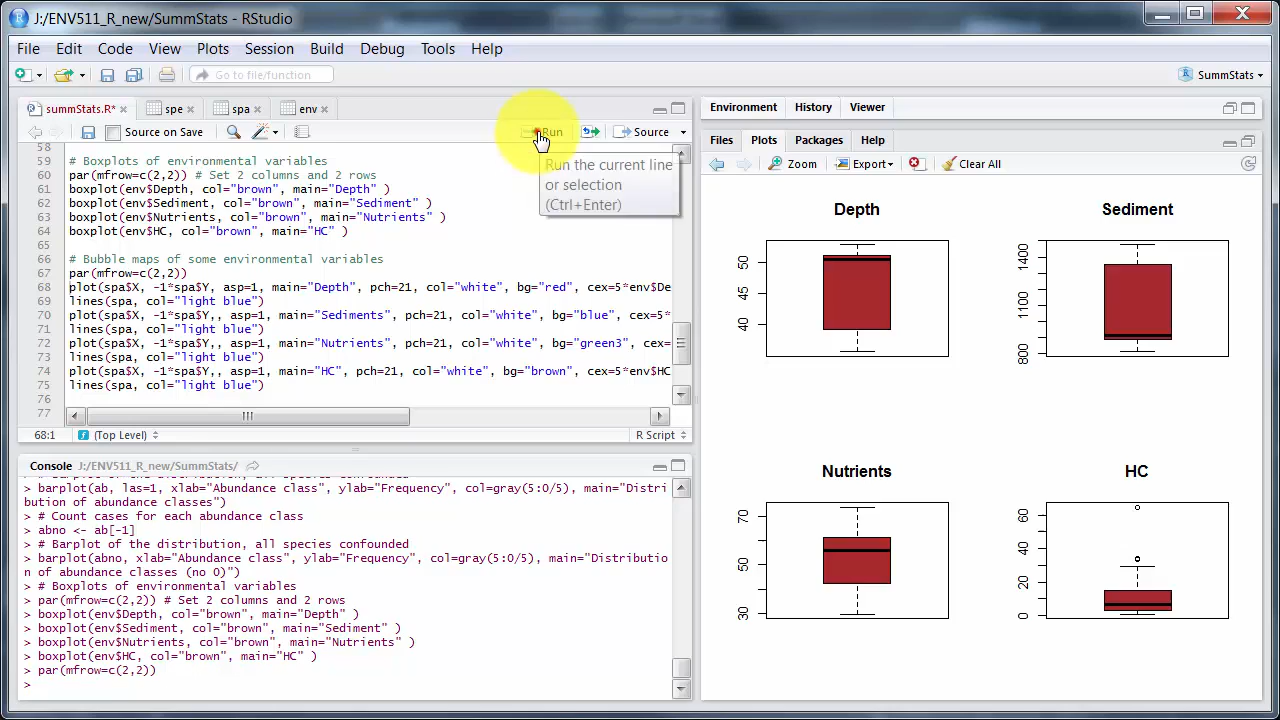 J:/ENV511_R_new/SummStats - RStudio
File Edit Code View Plots Session Build Debug Tools Help
Go to file/function
SummStats
summStats.R* spe spa env
Source on Save Run Source
Run the current line
or selection
(Ctrl+Enter)
58
59 # Boxplots of environmental variables
60 par(mfrow=c(2,2)) # Set 2 columns and 2 rows
61 boxplot(env$Depth, col="brown", main="Depth" )
62 boxplot(env$Sediment, col="brown", main="Sediment" )
63 boxplot(env$Nutrients, col="brown", main="Nutrients" )
64 boxplot(env$HC, col="brown", main="HC" )
65
66 # Bubble maps of some environmental variables
67 par(mfrow=c(2,2))
68 plot(spa$X, -1*spa$Y, asp=1, main="Depth", pch=21, col="white", bg="red", cex=5*env$De
69 lines(spa, col="light blue")
70 plot(spa$X, -1*spa$Y,, asp=1, main="Sediments", pch=21, col="white", bg="blue", cex=5*
71 lines(spa, col="light blue")
72 plot(spa$X, -1*spa$Y,, asp=1, main="Nutrients", pch=21, col="white", bg="green3", cex=
73 lines(spa, col="light blue")
74 plot(spa$X, -1*spa$Y,, asp=1, main="HC", pch=21, col="white", bg="brown", cex=5*env$HC
75 lines(spa, col="light blue")
76
77
68:1 (Top Level) R Script
Console J:/ENV511_R_new/SummStats/
> barplot(ab, las=1, xlab="Abundance class", ylab="Frequency", col=gray(5:0/5), main="Distri
bution of abundance classes")
> # Count cases for each abundance class
> abno <- ab[-1]
> # Barplot of the distribution, all species confounded
> barplot(abno, xlab="Abundance class", ylab="Frequency", col=gray(5:0/5), main="Distributio
n of abundance classes (no 0)")
> # Boxplots of environmental variables
> par(mfrow=c(2,2)) # Set 2 columns and 2 rows
> boxplot(env$Depth, col="brown", main="Depth" )
> boxplot(env$Sediment, col="brown", main="Sediment" )
> boxplot(env$Nutrients, col="brown", main="Nutrients" )
> boxplot(env$HC, col="brown", main="HC" )
> par(mfrow=c(2,2))
>
Environment History Viewer
Files Plots Packages Help
Zoom Export Clear All
Depth
50
45
40
Sediment
1400
1100
800
Nutrients
70
50
30
HC
60
40
20
0